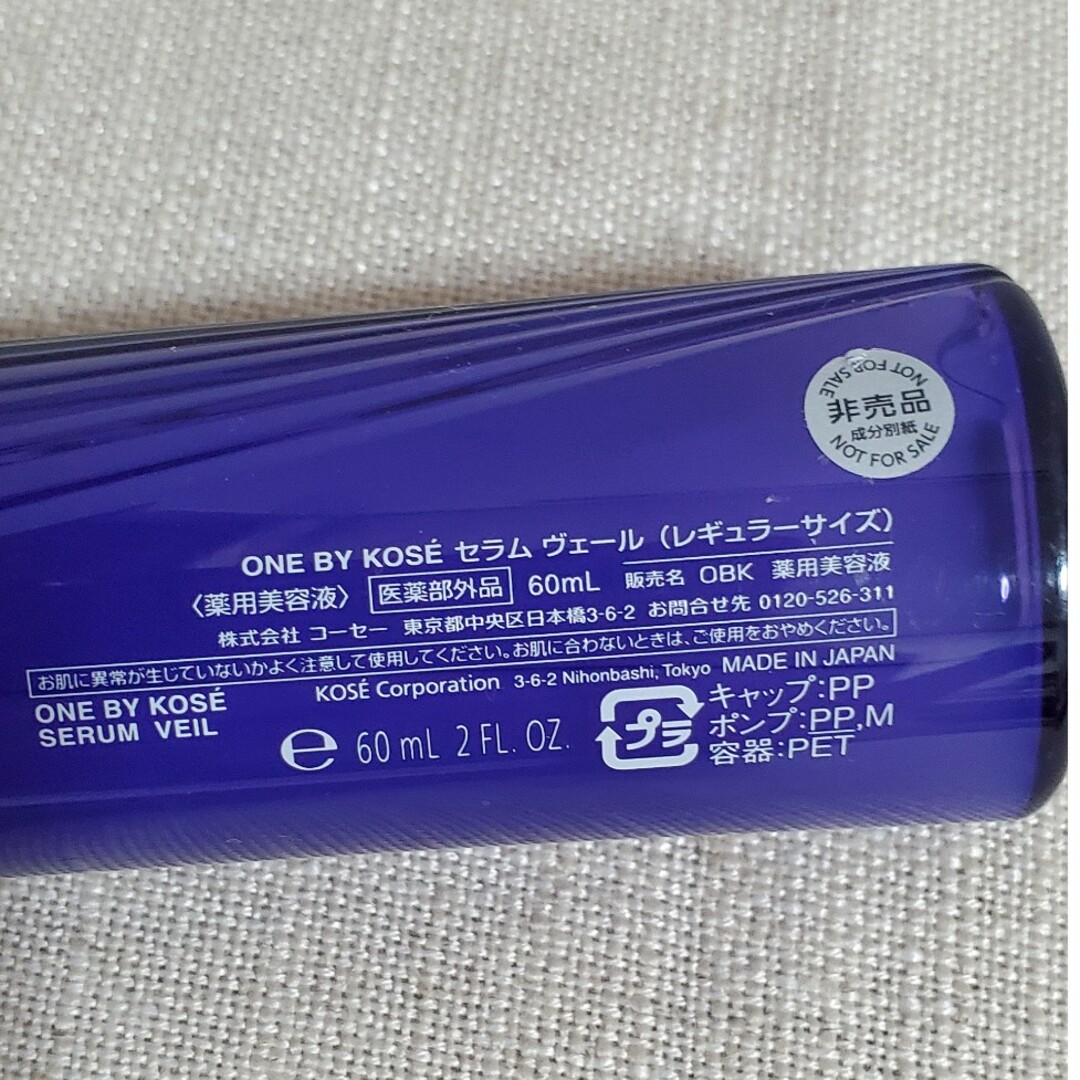 NOT FOR SALE
非売品
成分別紙
NOT FOR SALE
ONE BY KOSÉ セラム ヴェール（レギュラーサイズ）
〈薬用美容液〉 医薬部外品 60mL 販売名 OBK 薬用美容液
株式会社 コーセー 東京都中央区日本橋3-6-2 お問合せ先 0120-526-311
お肌に異常が生じていないかよく注意して使用してください。お肌に合わないときは、ご使用をおやめください。
ONE BY KOSÉ
SERUM VEIL
KOSÉ Corporation 3-6-2 Nihonbashi, Tokyo MADE IN JAPAN
℮ 60 mL 2 FL. OZ.
プラ
キャップ:PP
ポンプ:PP,M
容器:PET